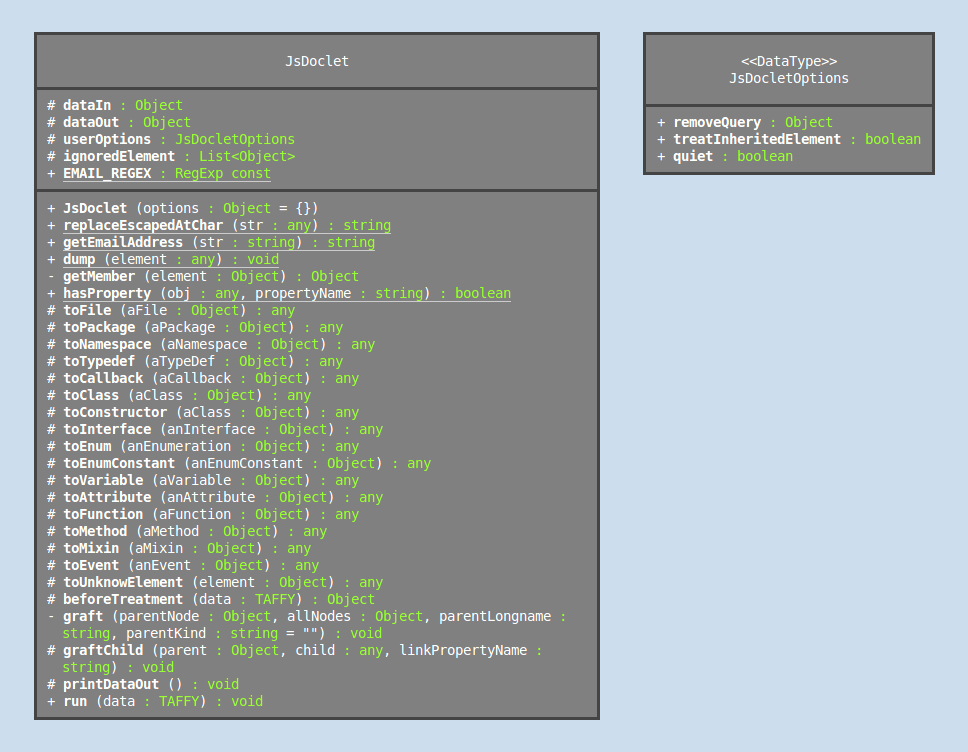 JsDoclet
# dataIn : Object
# dataOut : Object
# userOptions : JsDocletOptions
# ignoredElement : List<Object>
+ EMAIL_REGEX : RegExp const
+ JsDoclet (options : Object = {})
+ replaceEscapedAtChar (str : any) : string
+ getEmailAddress (str : string) : string
+ dump (element : any) : void
- getMember (element : Object) : Object
+ hasProperty (obj : any, propertyName : string) : boolean
# toFile (aFile : Object) : any
# toPackage (aPackage : Object) : any
# toNamespace (aNamespace : Object) : any
# toTypedef (aTypeDef : Object) : any
# toCallback (aCallback : Object) : any
# toClass (aClass : Object) : any
# toConstructor (aClass : Object) : any
# toInterface (anInterface : Object) : any
# toEnum (anEnumeration : Object) : any
# toEnumConstant (anEnumConstant : Object) : any
# toVariable (aVariable : Object) : any
# toAttribute (anAttribute : Object) : any
# toFunction (aFunction : Object) : any
# toMethod (aMethod : Object) : any
# toMixin (aMixin : Object) : any
# toEvent (anEvent : Object) : any
# toUnknowElement (element : Object) : any
# beforeTreatment (data : TAFFY) : Object
- graft (parentNode : Object, allNodes : Object, parentLongname :
string, parentKind : string = "") : void
# graftChild (parent : Object, child : any, linkPropertyName :
string) : void
# printDataOut () : void
+ run (data : TAFFY) : void
<<DataType>>
JsDocletOptions
+ removeQuery : Object
+ treatInheritedElement : boolean
+ quiet : boolean